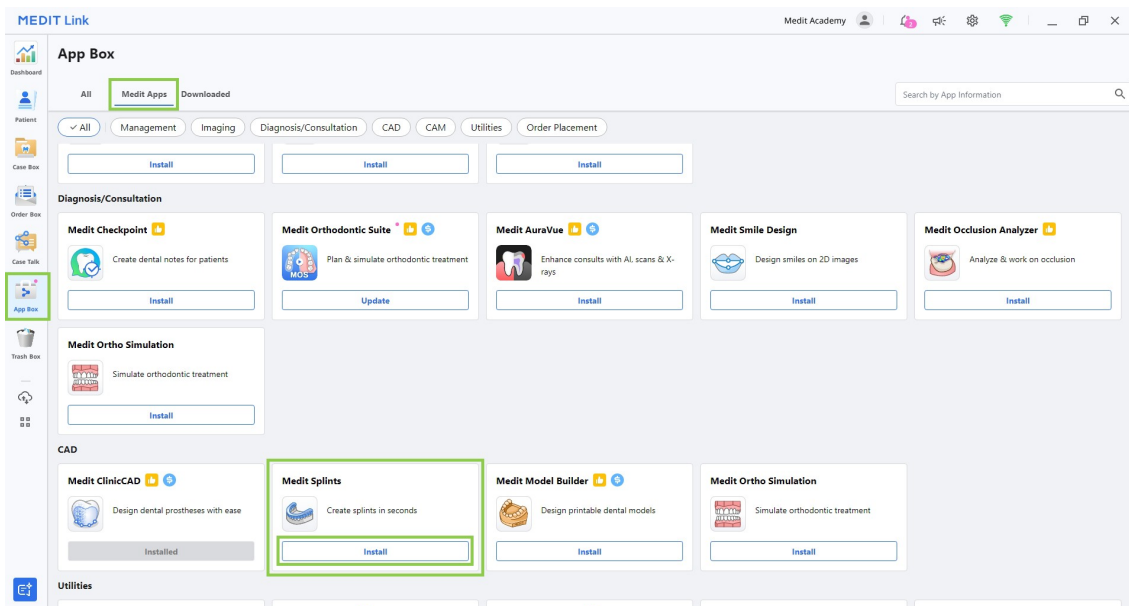 MEDIT Link
Medit Academy
3
Dashboard
Patient
Case Box
Order Box
Case Talk
App Box
Trash Box
App Box
All
Medit Apps
Downloaded
Search by App Information
All
Management
Imaging
Diagnosis/Consultation
CAD
CAM
Utilities
Order Placement
Install
Install
Install
Diagnosis/Consultation
Medit Checkpoint
Create dental notes for patients
Install
Medit Orthodontic Suite
MOS
Plan & simulate orthodontic treatment
Update
Medit AuraVue
Enhance consults with AI, scans & X-
rays
Install
Medit Smile Design
Design smiles on 2D images
Install
Medit Occlusion Analyzer
Analyze & work on occlusion
Install
Medit Ortho Simulation
Simulate orthodontic treatment
Install
CAD
Medit ClinicCAD
Design dental prostheses with ease
Installed
Medit Splints
Create splints in seconds
Install
Medit Model Builder
Design printable dental models
Install
Medit Ortho Simulation
Simulate orthodontic treatment
Install
Utilities